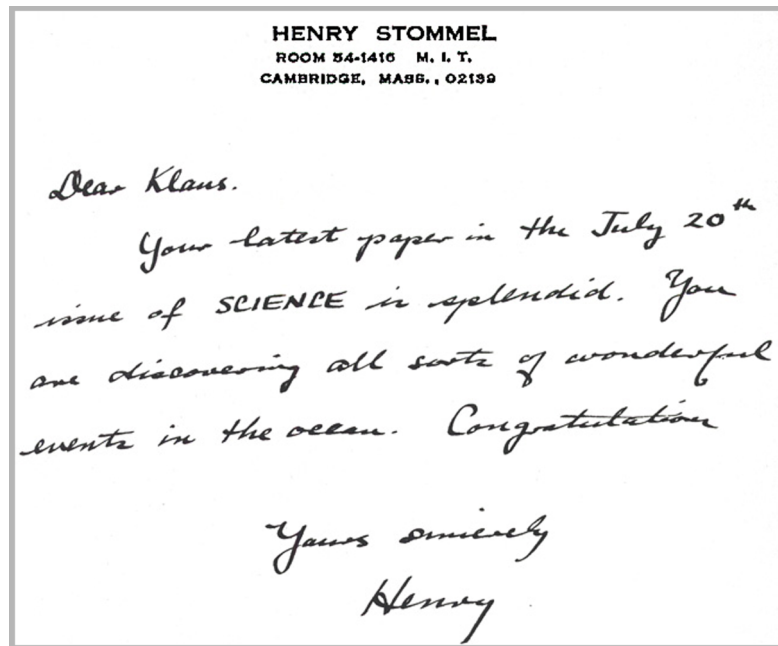 HENRY STOMMEL
ROOM 54-1416 M. I. T.
CAMBRIDGE, MASS., 02139
Dear Klaus.
Your latest paper in the July 20th
issue of SCIENCE is splendid. You
are discovering all sorts of wonderful
events in the ocean. Congratulations
Yours sincerely
Henry